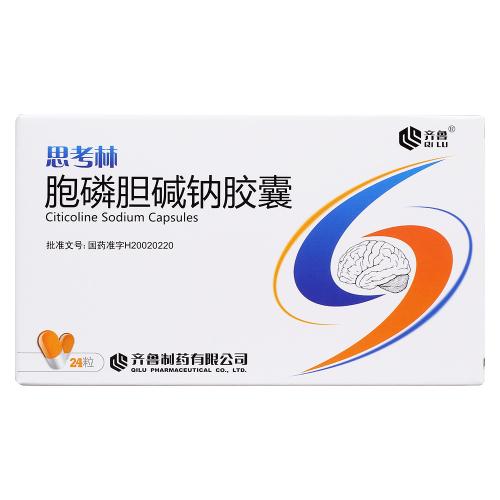 齐鲁®
QILU
思考林
胞磷胆碱钠胶囊
Citicoline Sodium Capsules
批准文号: 国药准字H20020220
24粒
齐鲁制药有限公司
QILU PHARMACEUTICAL CO., LTD.